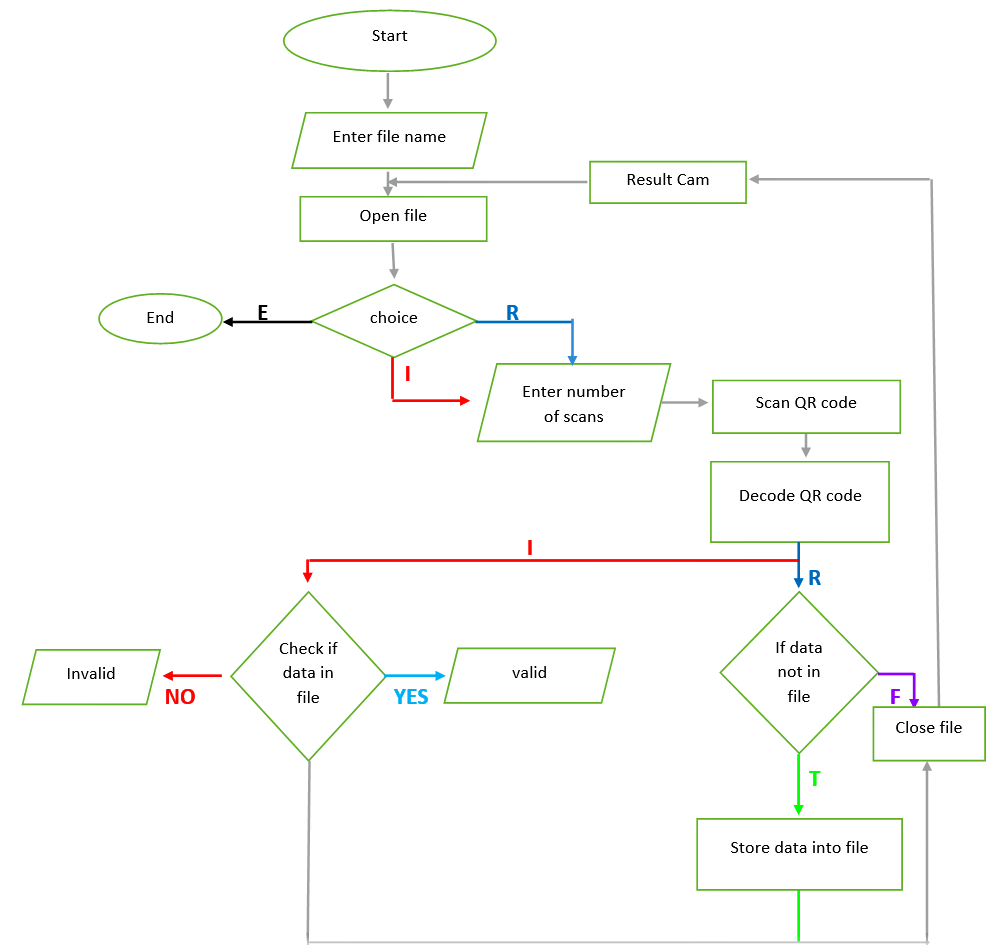 Start
Enter file name
Result Cam
Open file
E
End
choice
R
I
Enter number
of scans
Scan QR code
Decode QR code
I
R
Check if
data in
file
If data
not in
file
Invalid
NO
YES
valid
F
Close file
T
Store data into file